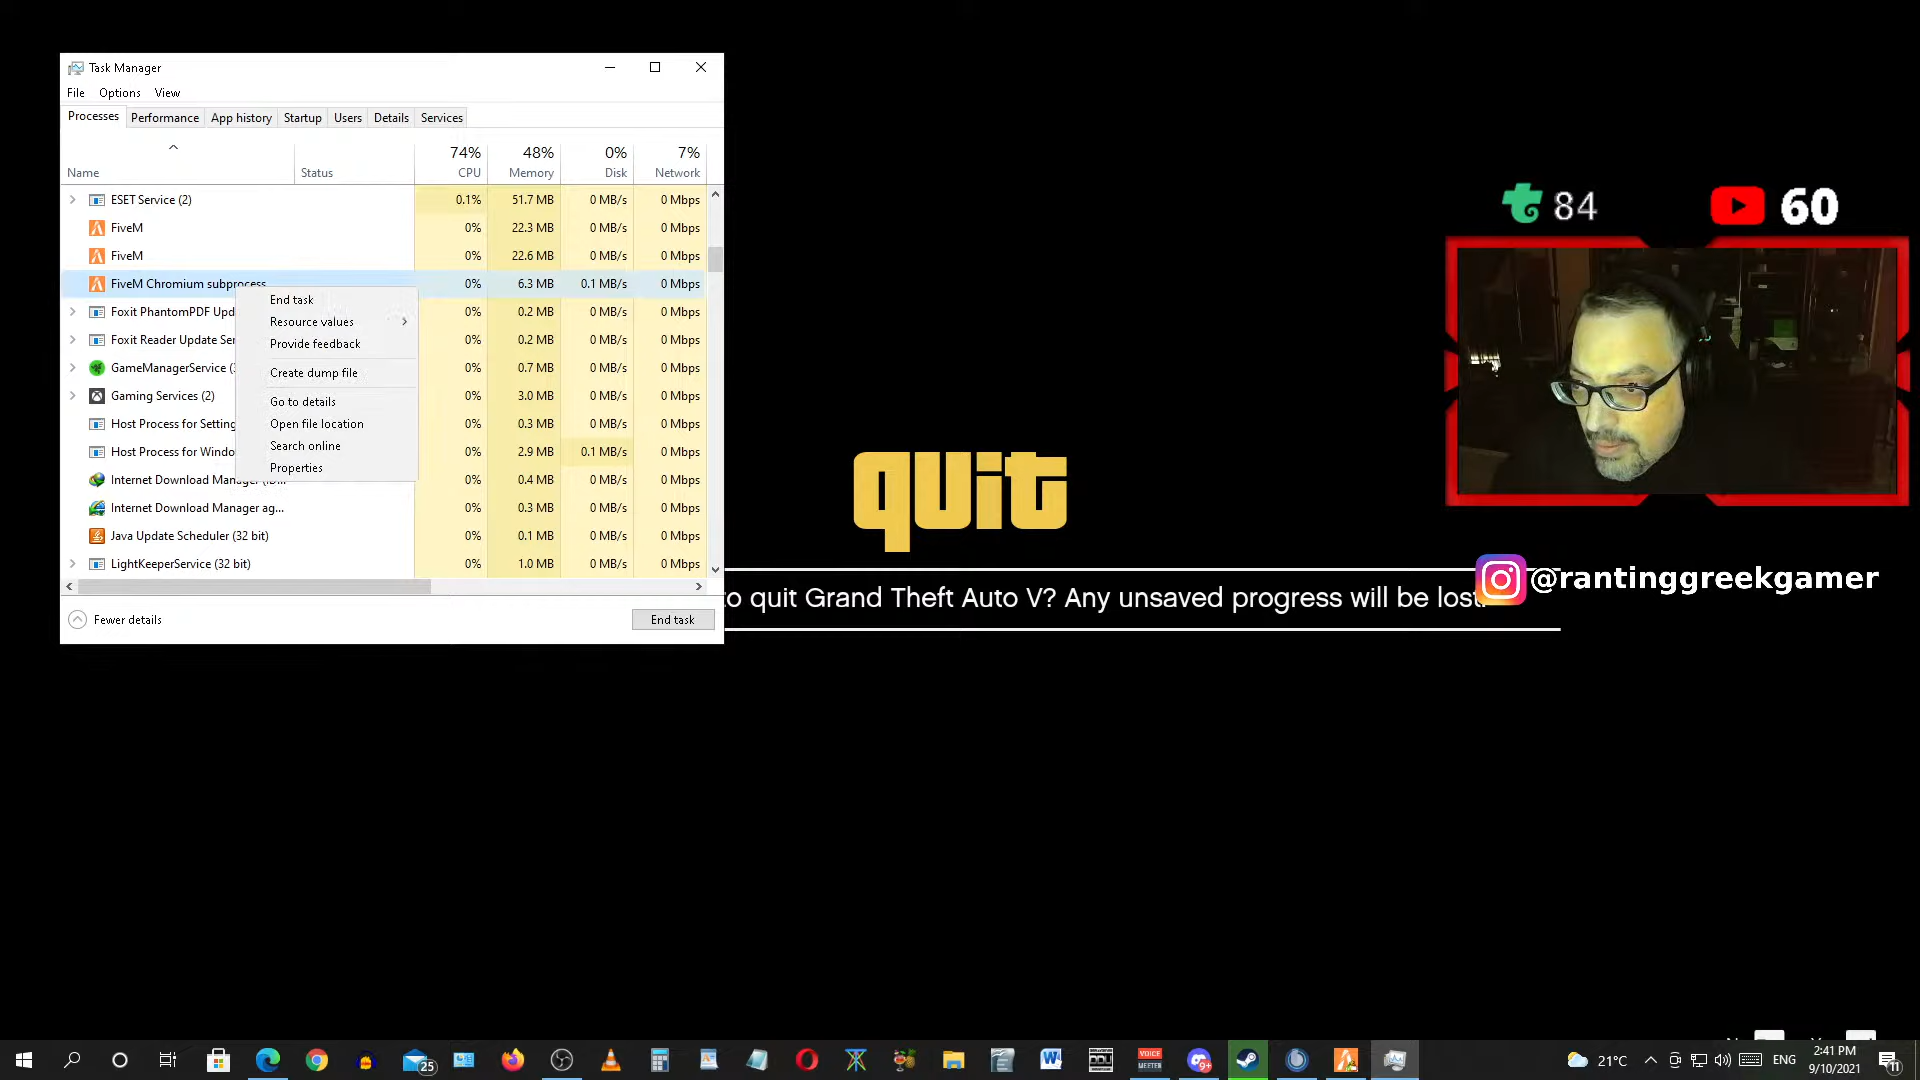 Task Manager
File Options View
Processes Performance App history Startup Users Details Services
74% 48% 0% 7%
Name Status CPU Memory Disk Network
ESET Service (2) 0.1% 51.7 MB 0 MB/s 0 Mbps
FiveM 0% 22.3 MB 0 MB/s 0 Mbps
FiveM 0% 22.6 MB 0 MB/s 0 Mbps
FiveM Chromium subprocess 0% 6.3 MB 0.1 MB/s 0 Mbps
Foxit PhantomPDF Upd 0% 0.2 MB 0 MB/s 0 Mbps
Foxit Reader Update Ser 0% 0.2 MB 0 MB/s 0 Mbps
GameManagerService ( 0% 0.7 MB 0 MB/s 0 Mbps
Gaming Services (2) 0% 3.0 MB 0 MB/s 0 Mbps
Host Process for Setting 0% 0.3 MB 0 MB/s 0 Mbps
Host Process for Windo 0% 2.9 MB 0.1 MB/s 0 Mbps
Internet Download Manager 0% 0.4 MB 0 MB/s 0 Mbps
Internet Download Manager ag... 0% 0.3 MB 0 MB/s 0 Mbps
Java Update Scheduler (32 bit) 0% 0.1 MB 0 MB/s 0 Mbps
LightKeeperService (32 bit) 0% 1.0 MB 0 MB/s 0 Mbps
End task
Resource values
Provide feedback
Create dump file
Go to details
Open file location
Search online
Properties
Fewer details End task
84 60
quit
to quit Grand Theft Auto V? Any unsaved progress will be lost.
@rantinggreekgamer
25
W
DDU
VOICE
MEETER
9+
21°C
ENG
2:41 PM
9/10/2021
11